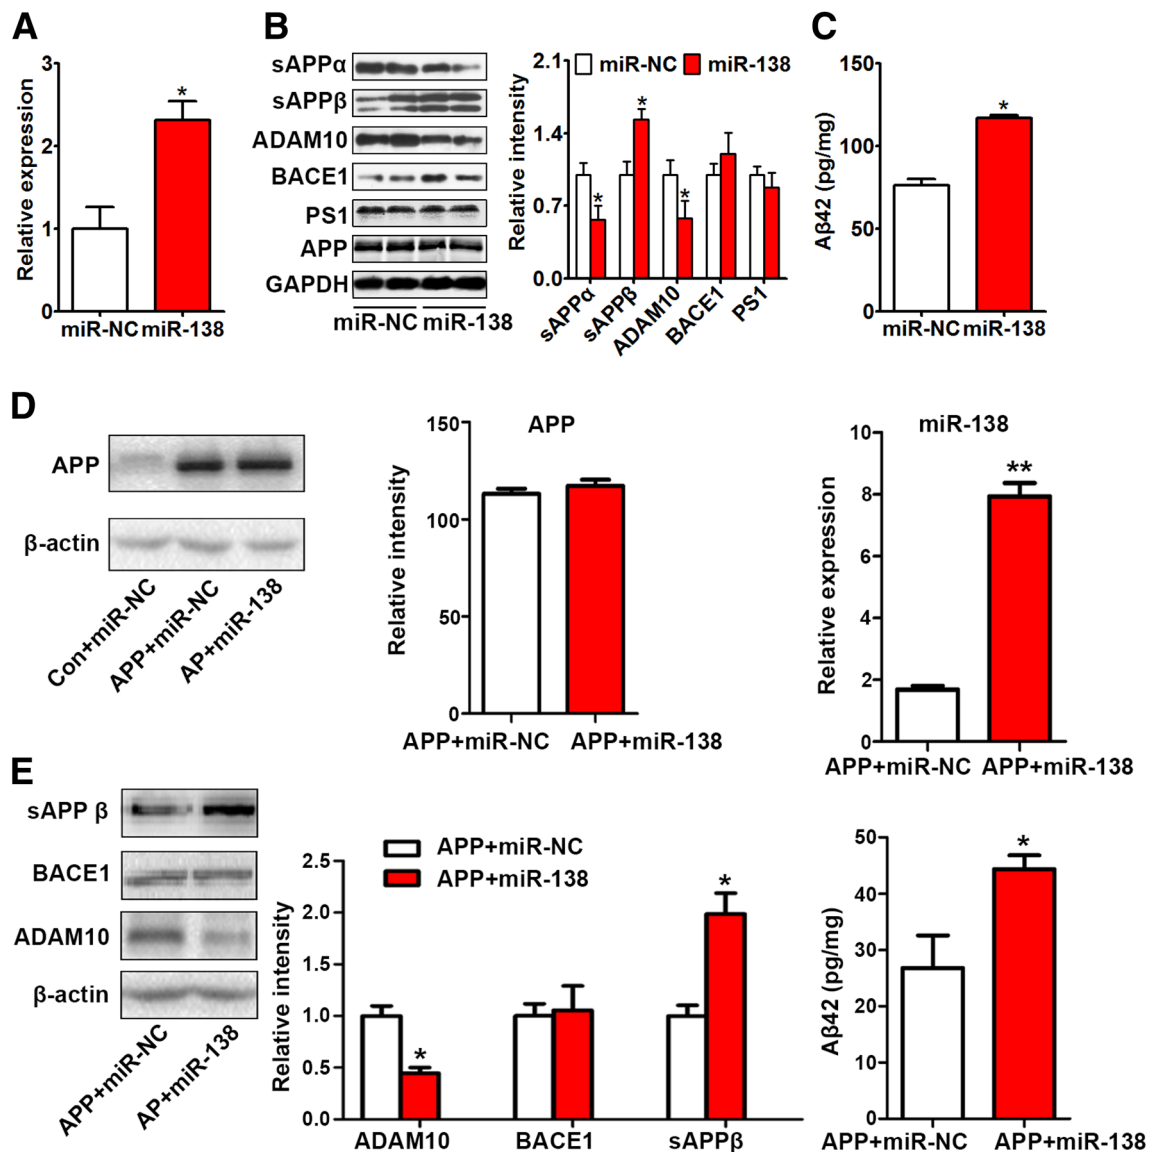 A
Relative expression
3
2
1
0
*
miR-NC miR-138
B
sAPPα
sAPPβ
ADAM10
BACE1
PS1
APP
GAPDH
miR-NC miR-138
Relative intensity
2.1
1.4
0.7
0.0
miR-NC miR-138
*
*
*
sAPPα
sAPPβ
ADAM10
BACE1
PS1
C
Aβ42 (pg/mg)
150
100
50
0
*
miR-NC miR-138
D
APP
β-actin
Con+miR-NC
APP+miR-NC
AP+miR-138
APP
Relative intensity
150
100
50
0
APP+miR-NC APP+miR-138
miR-138
Relative expression
10
8
6
4
2
0
**
APP+miR-NC APP+miR-138
E
sAPP β
BACE1
ADAM10
β-actin
APP+miR-NC
AP+miR-138
APP+miR-NC
APP+miR-138
Relative intensity
2.5
2.0
1.5
1.0
0.5
0.0
*
*
ADAM10 BACE1 sAPPβ
Aβ42 (pg/mg)
50
40
30
20
10
0
*
APP+miR-NC APP+miR-138